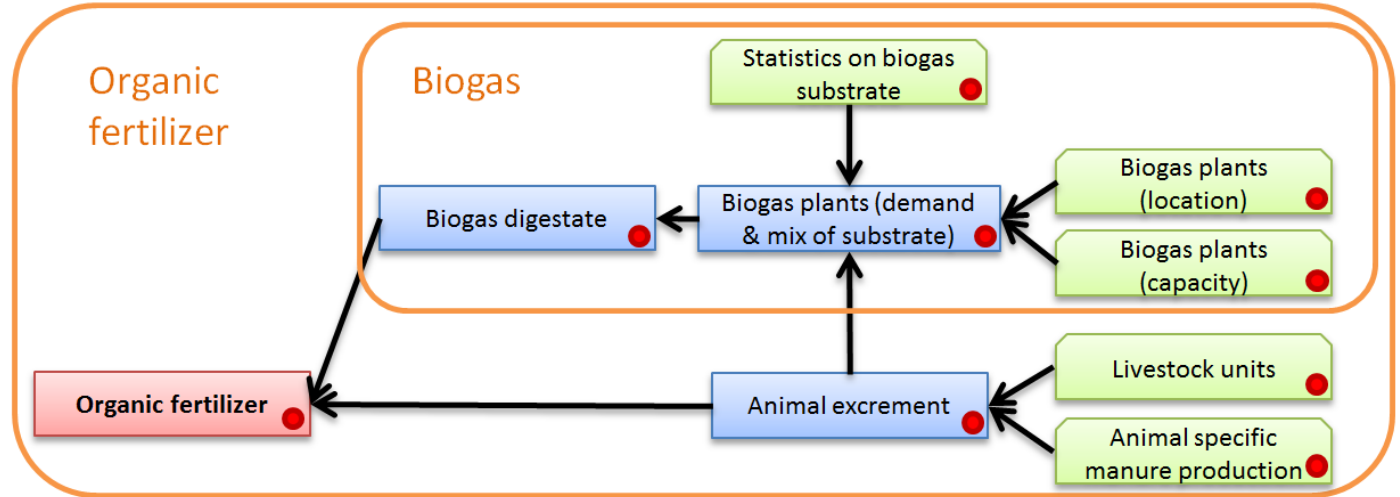 Organic
fertilizer
Biogas
Statistics on biogas
substrate
Biogas plants
(location)
Biogas digestate
Biogas plants (demand
& mix of substrate)
Biogas plants
(capacity)
Livestock units
Organic fertilizer
Animal excrement
Animal specific
manure production